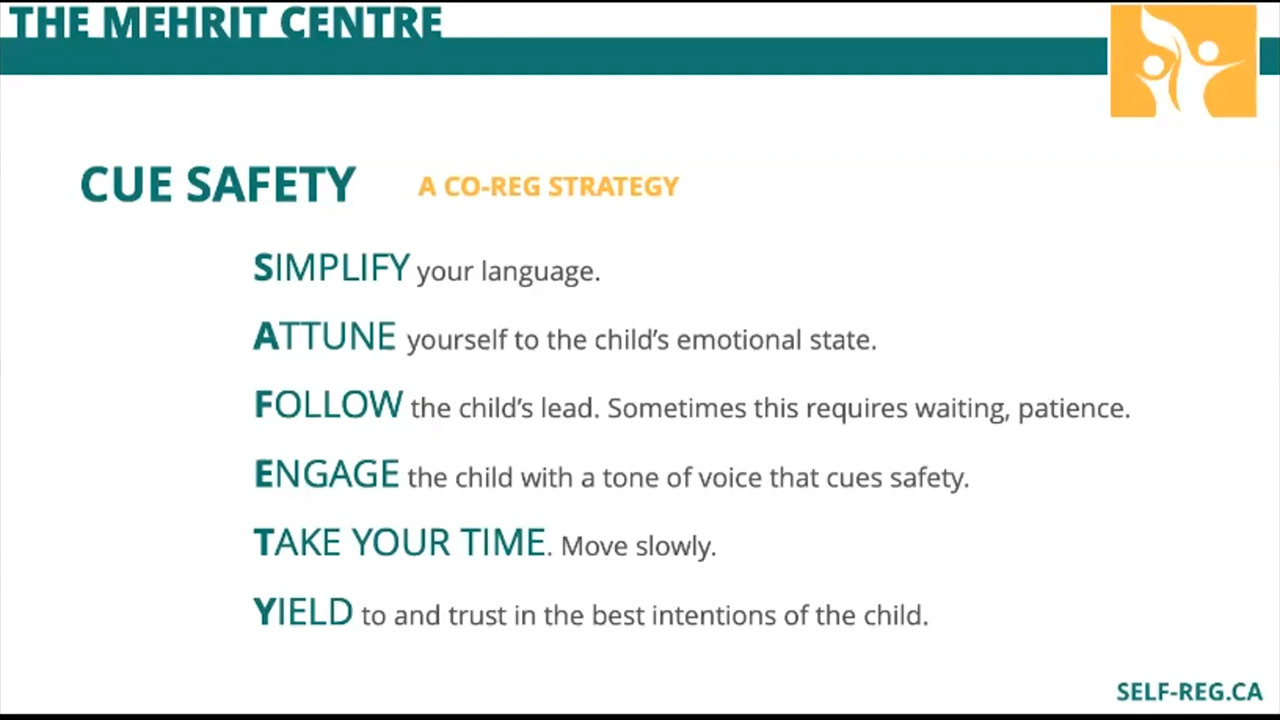 THE MEHRIT CENTRE
CUE SAFETY A CO-REG STRATEGY
SIMPLIFY your language.
ATTUNE yourself to the child's emotional state.
FOLLOW the child's lead. Sometimes this requires waiting, patience.
ENGAGE the child with a tone of voice that cues safety.
TAKE YOUR TIME. Move slowly.
YIELD to and trust in the best intentions of the child.
SELF-REG.CA